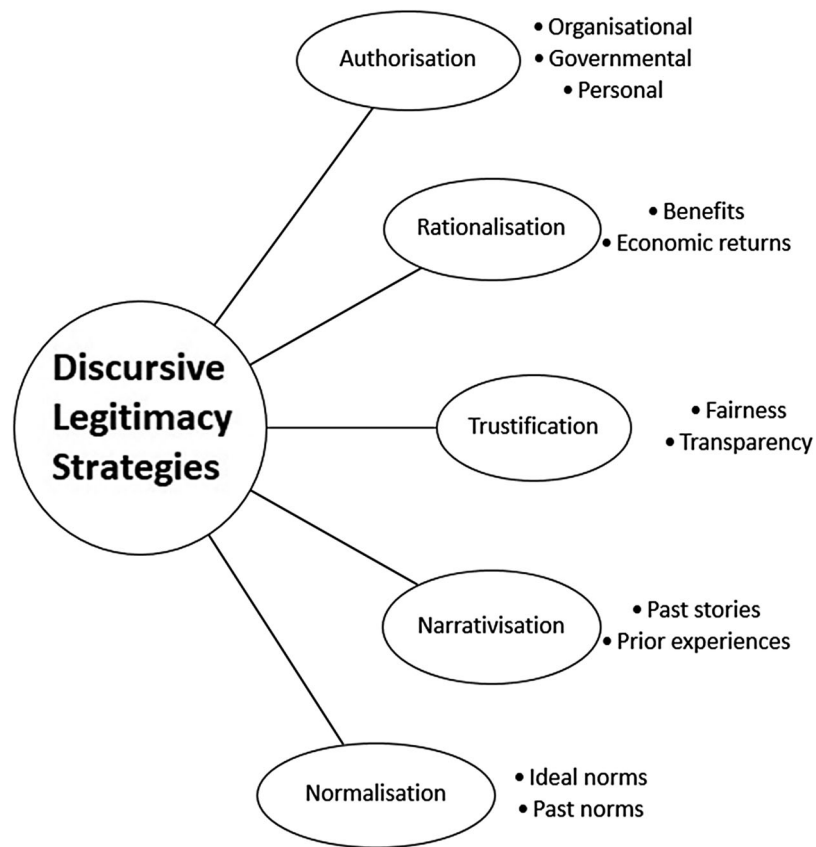 Authorisation
• Organisational
• Governmental
• Personal
Rationalisation
• Benefits
• Economic returns
Discursive
Legitimacy
Strategies
Trustification
• Fairness
• Transparency
Narrativisation
• Past stories
• Prior experiences
Normalisation
• Ideal norms
• Past norms